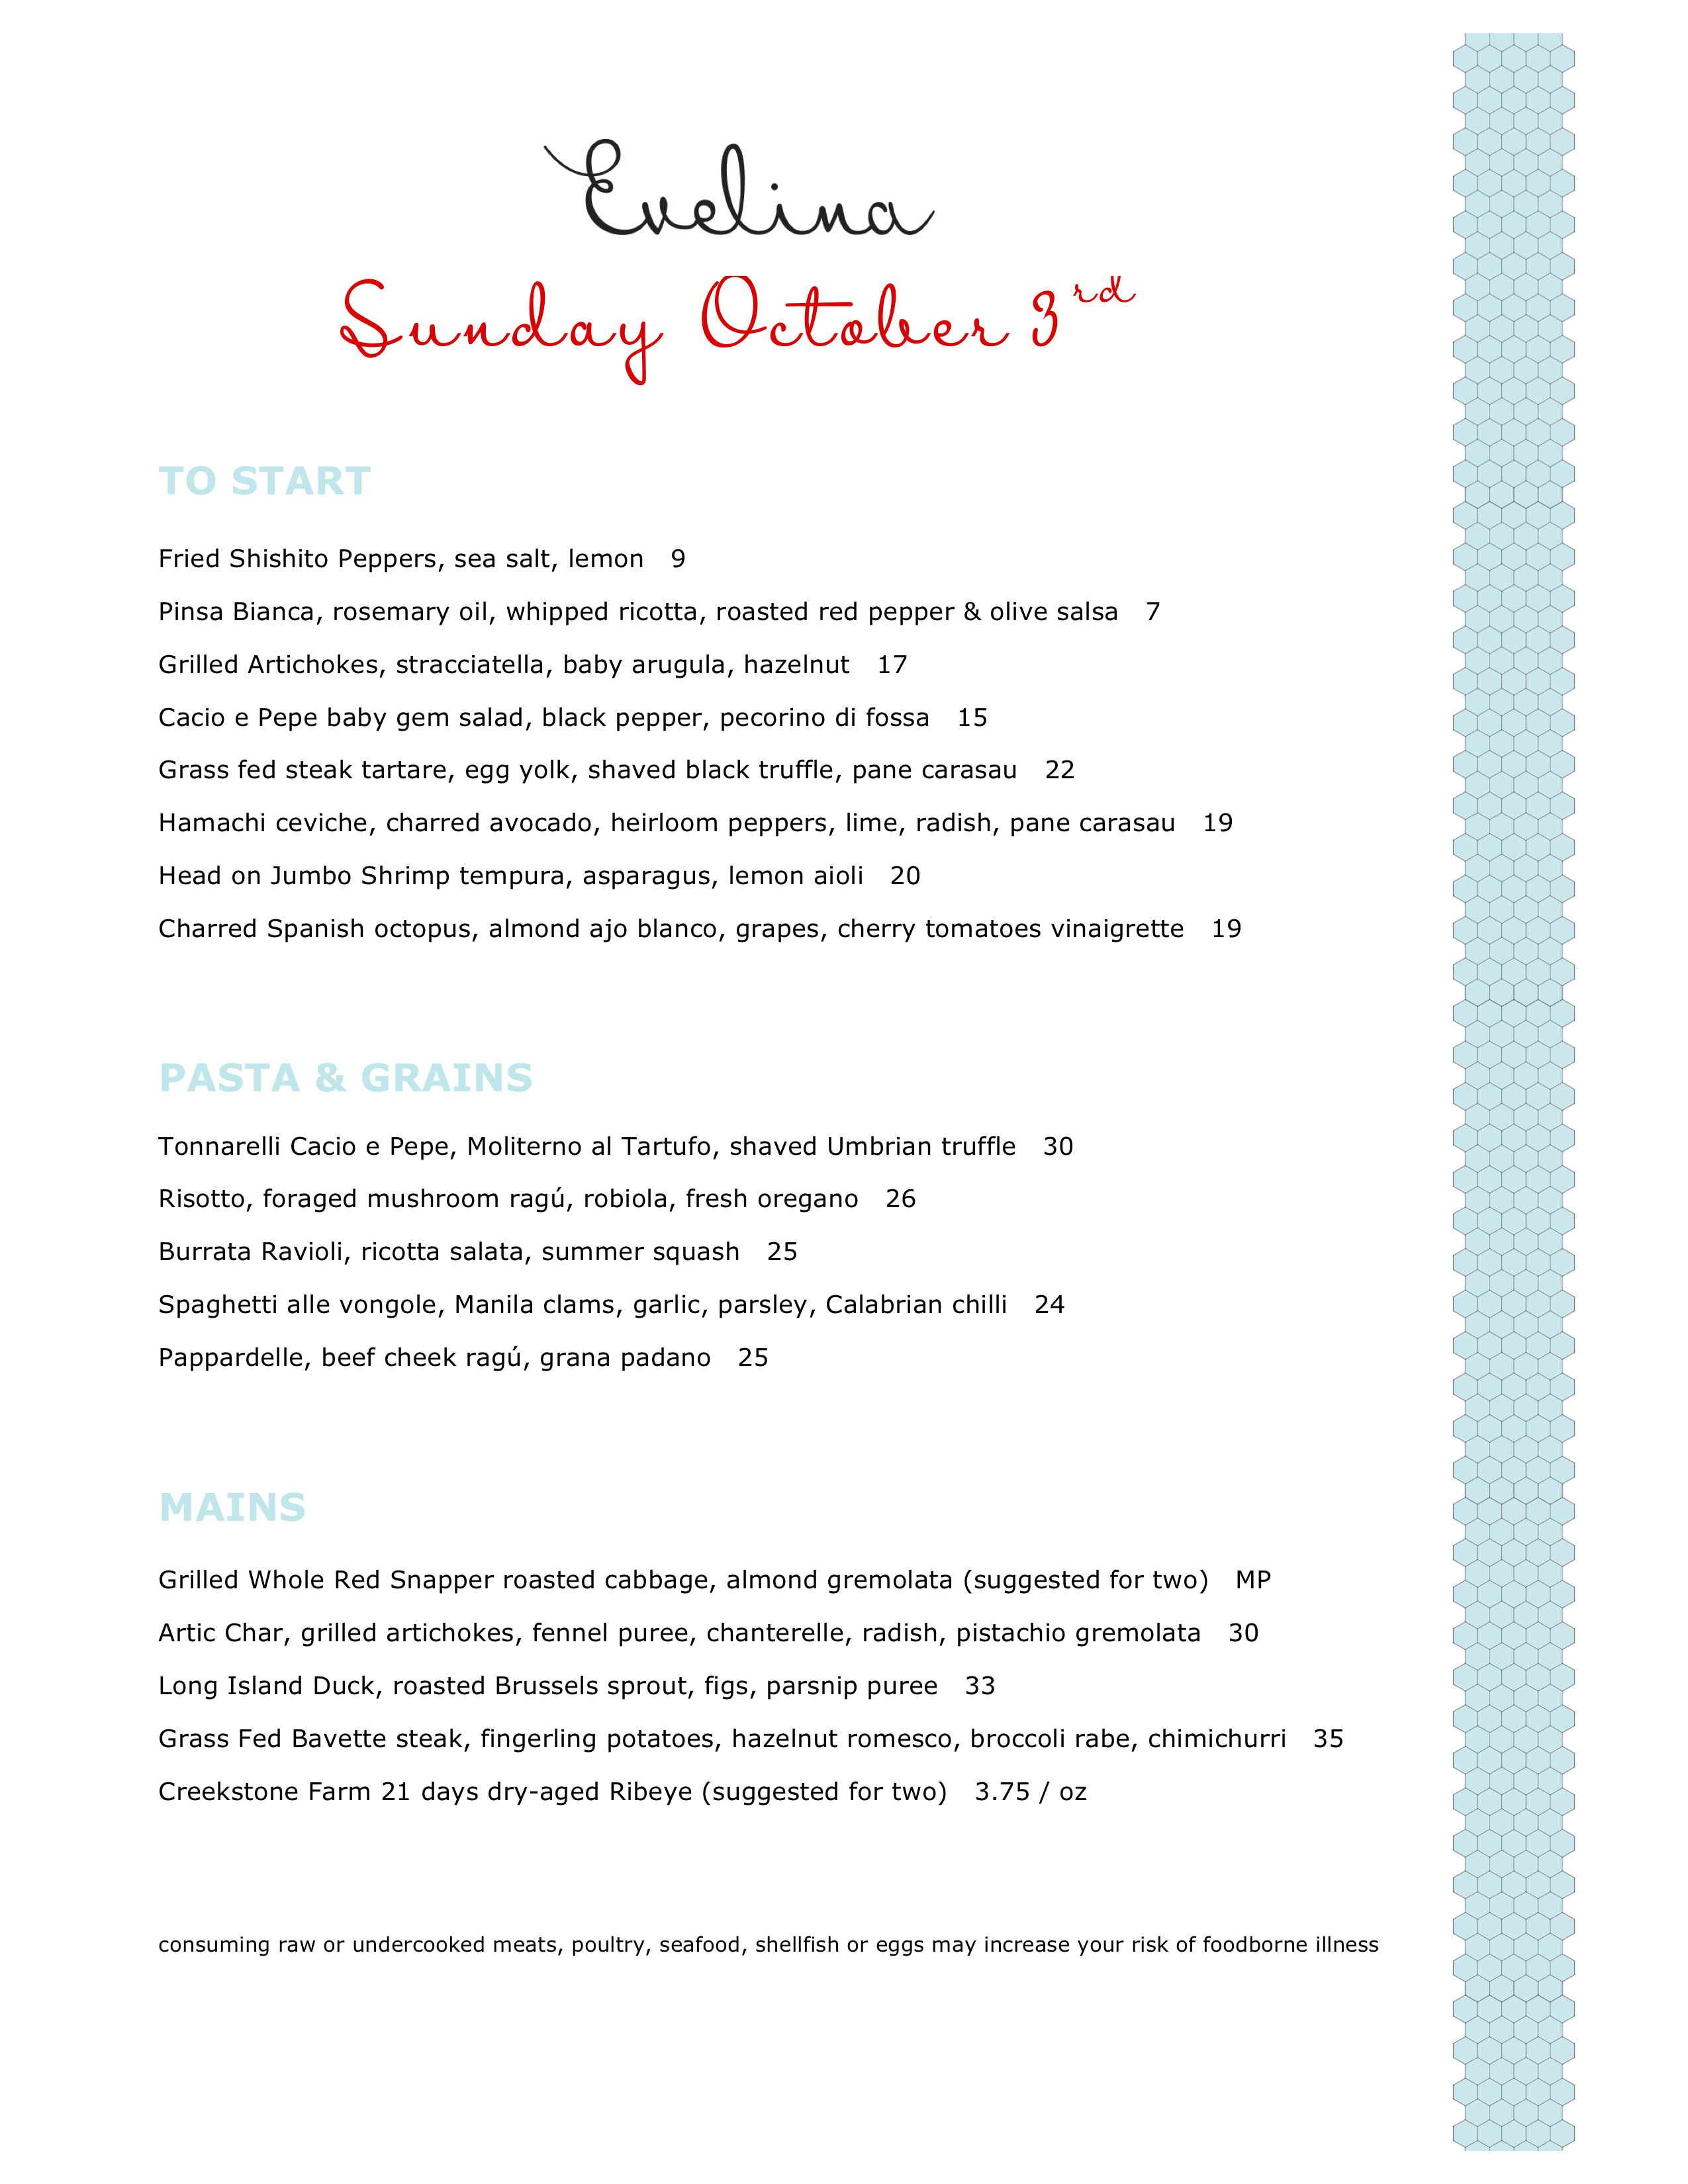 Evelina
Sunday October 3rd
TO START
Fried Shishito Peppers, sea salt, lemon 9
Pinsa Bianca, rosemary oil, whipped ricotta, roasted red pepper & olive salsa 7
Grilled Artichokes, stracciatella, baby arugula, hazelnut 17
Cacio e Pepe baby gem salad, black pepper, pecorino di fossa 15
Grass fed steak tartare, egg yolk, shaved black truffle, pane carasau 22
Hamachi ceviche, charred avocado, heirloom peppers, lime, radish, pane carasau 19
Head on Jumbo Shrimp tempura, asparagus, lemon aioli 20
Charred Spanish octopus, almond ajo blanco, grapes, cherry tomatoes vinaigrette 19
PASTA & GRAINS
Tonnarelli Cacio e Pepe, Moliterno al Tartufo, shaved Umbrian truffle 30
Risotto, foraged mushroom ragú, robiola, fresh oregano 26
Burrata Ravioli, ricotta salata, summer squash 25
Spaghetti alle vongole, Manila clams, garlic, parsley, Calabrian chilli 24
Pappardelle, beef cheek ragú, grana padano 25
MAINS
Grilled Whole Red Snapper roasted cabbage, almond gremolata (suggested for two) MP
Artic Char, grilled artichokes, fennel puree, chanterelle, radish, pistachio gremolata 30
Long Island Duck, roasted Brussels sprout, figs, parsnip puree 33
Grass Fed Bavette steak, fingerling potatoes, hazelnut romesco, broccoli rabe, chimichurri 35
Creekstone Farm 21 days dry-aged Ribeye (suggested for two) 3.75 / oz
consuming raw or undercooked meats, poultry, seafood, shellfish or eggs may increase your risk of foodborne illness